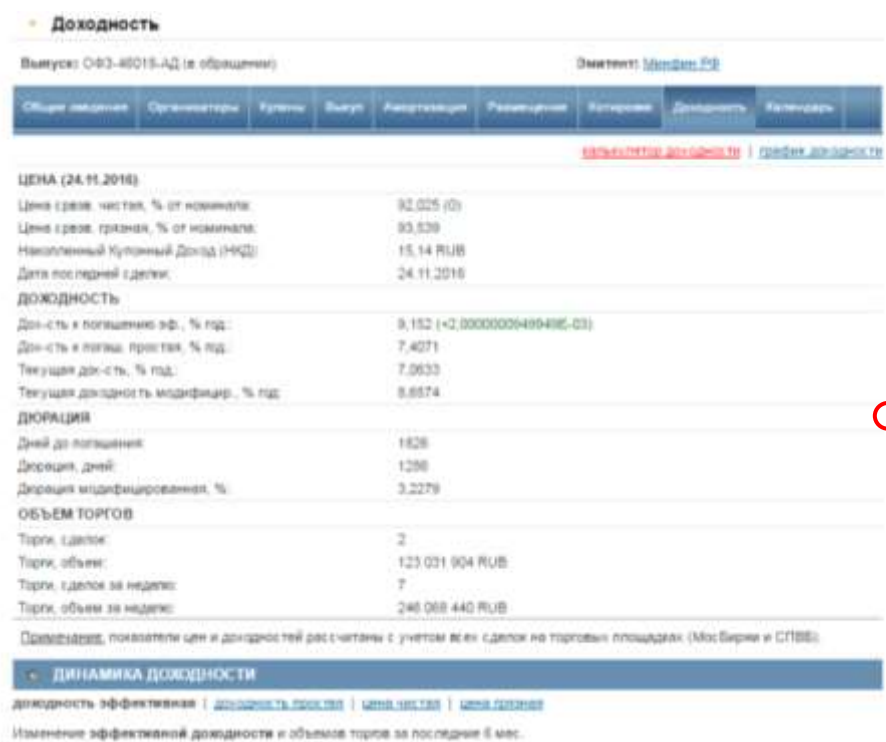 Доходность
Выпуск: ОФЗ-46018-АД (в обращении) Эмитент: Минфин РФ
Общие сведения Организаторы Купоны Выкуп Амортизация Размещение Котировки Доходность Календарь
калькулятор доходности | график доходности
ЦЕНА (24.11.2016)
Цена срвзв. чистая, % от номинала: 92,025 (0)
Цена срвзв. грязная, % от номинала: 93,539
Накопленный Купонный Доход (НКД): 15,14 RUB
Дата последней сделки: 24.11.2016
ДОХОДНОСТЬ
Дох-сть к погашению эф., % год.: 9,152 (+2,0000000949949E-03)
Дох-сть к погаш. простая, % год.: 7,4071
Текущая дох-сть, % год.: 7,0633
Текущая доходность модифицир., % год: 8,6574
ДЮРАЦИЯ
Дней до погашения: 1826
Дюрация, дней: 1286
Дюрация модифицированная, %: 3,2279
ОБЪЕМ ТОРГОВ
Торги, сделок: 2
Торги, объем: 123 031 904 RUB
Торги, сделок за неделю: 7
Торги, объем за неделю: 246 068 440 RUB
Примечание: показатели цен и доходностей рассчитаны с учетом всех сделок на торговых площадках (МосБиржи и СПВБ).
ДИНАМИКА ДОХОДНОСТИ
доходность эффективная | доходность простая | цена чистая | цена грязная
Изменение эффективной доходности и объемов торгов за последние 6 мес.